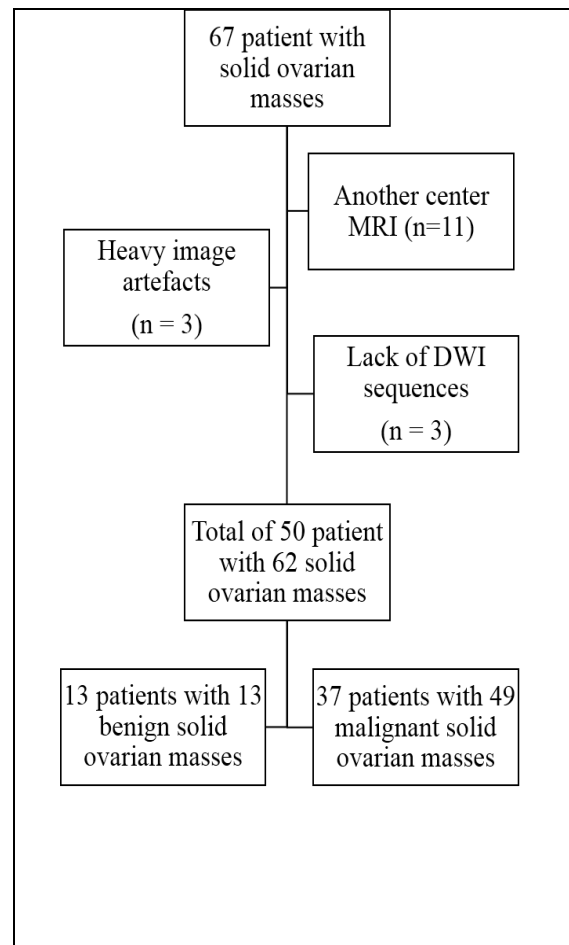 67 patient with
solid ovarian
masses
Another center
MRI (n=11)
Heavy image
artefacts
(n = 3)
Lack of DWI
sequences
(n = 3)
Total of 50 patient
with 62 solid
ovarian masses
13 patients with 13
benign solid
ovarian masses
37 patients with 49
malignant solid
ovarian masses